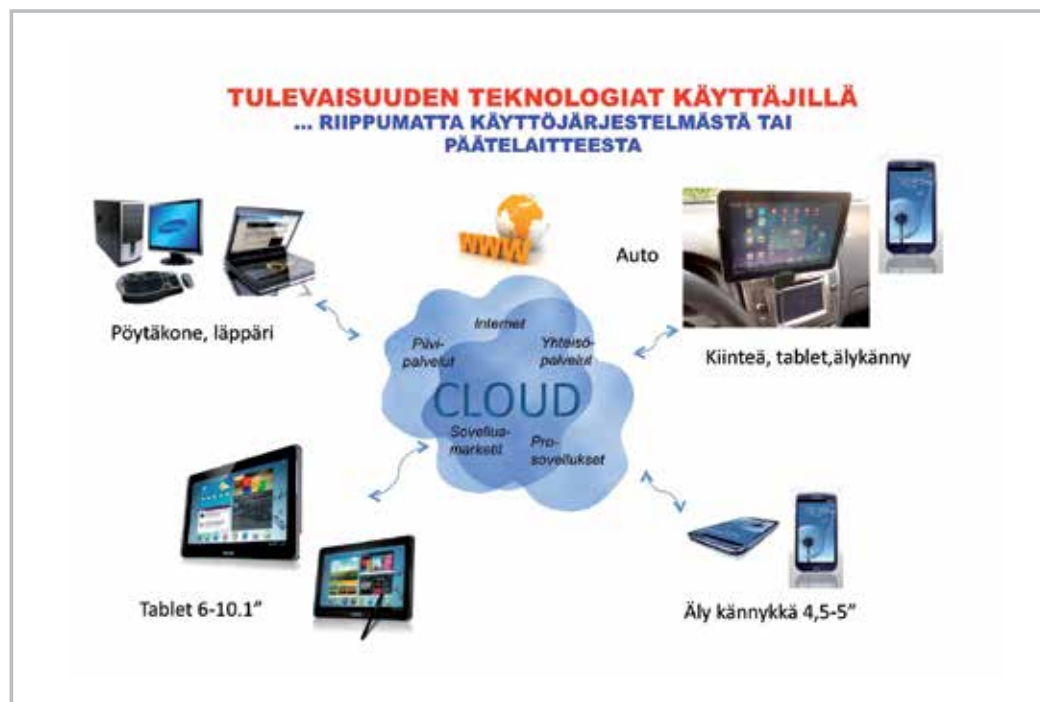 TULEVAISUUDEN TEKNOLOGIAT KÄYTTÄJILLÄ
... RIIPPUMATTA KÄYTTÖJÄRJESTELMÄSTÄ TAI
PÄÄTELAITTEESTA
WWW
Auto
Pöytäkone, läppäri
Kiinteä, tablet,älykänny
Internet
Pilvi-
palvelut
Yhteisö-
palvelut
CLOUD
Sovellus-
marketit
Pro-
sovellukset
Tablet 6-10.1”
Äly kännykkä 4,5-5”